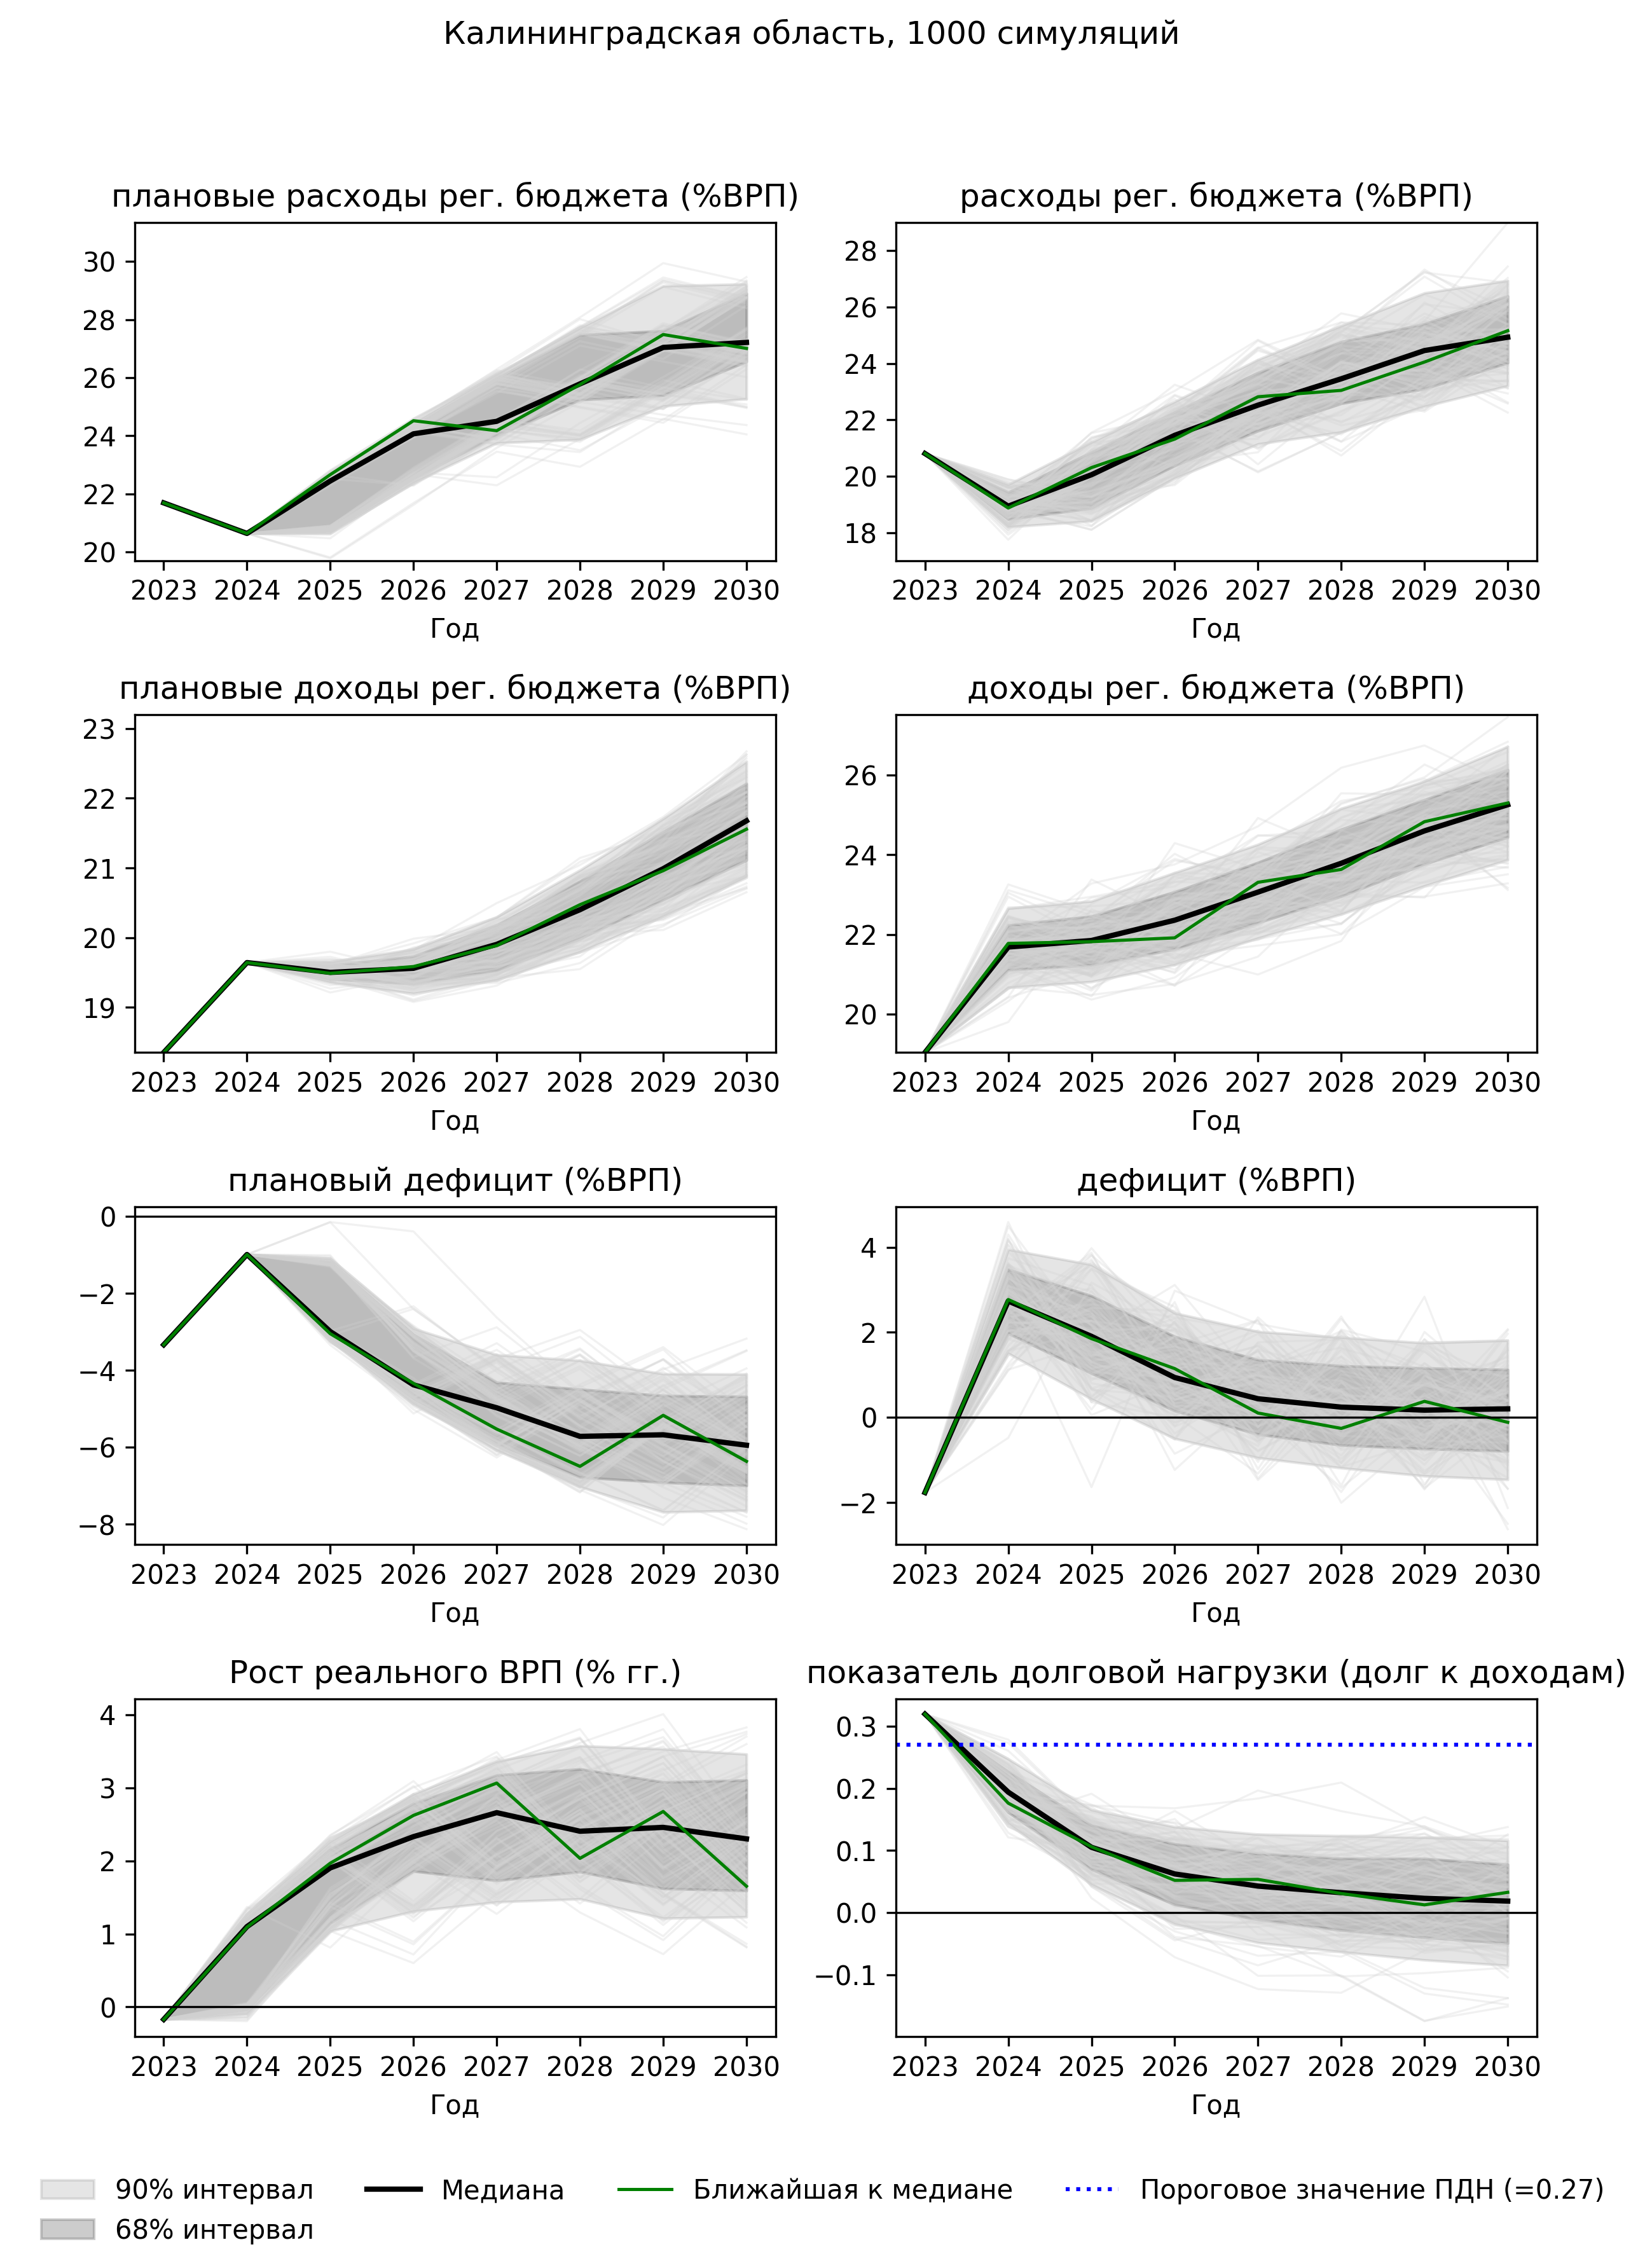 Калининградская область, 1000 симуляций
плановые расходы рег. бюджета (%ВРП)
30
28
26
24
22
20
2023 2024 2025 2026 2027 2028 2029 2030
Год
расходы рег. бюджета (%ВРП)
28
26
24
22
20
18
2023 2024 2025 2026 2027 2028 2029 2030
Год
плановые доходы рег. бюджета (%ВРП)
23
22
21
20
19
2023 2024 2025 2026 2027 2028 2029 2030
Год
доходы рег. бюджета (%ВРП)
26
24
22
20
2023 2024 2025 2026 2027 2028 2029 2030
Год
плановый дефицит (%ВРП)
0
−2
−4
−6
−8
2023 2024 2025 2026 2027 2028 2029 2030
Год
дефицит (%ВРП)
4
2
0
−2
2023 2024 2025 2026 2027 2028 2029 2030
Год
Рост реального ВРП (% гг.)
4
3
2
1
0
2023 2024 2025 2026 2027 2028 2029 2030
Год
показатель долговой нагрузки (долг к доходам)
0.3
0.2
0.1
0.0
−0.1
2023 2024 2025 2026 2027 2028 2029 2030
Год
90% интервал
68% интервал
Медиана
Ближайшая к медиане
Пороговое значение ПДН (=0.27)